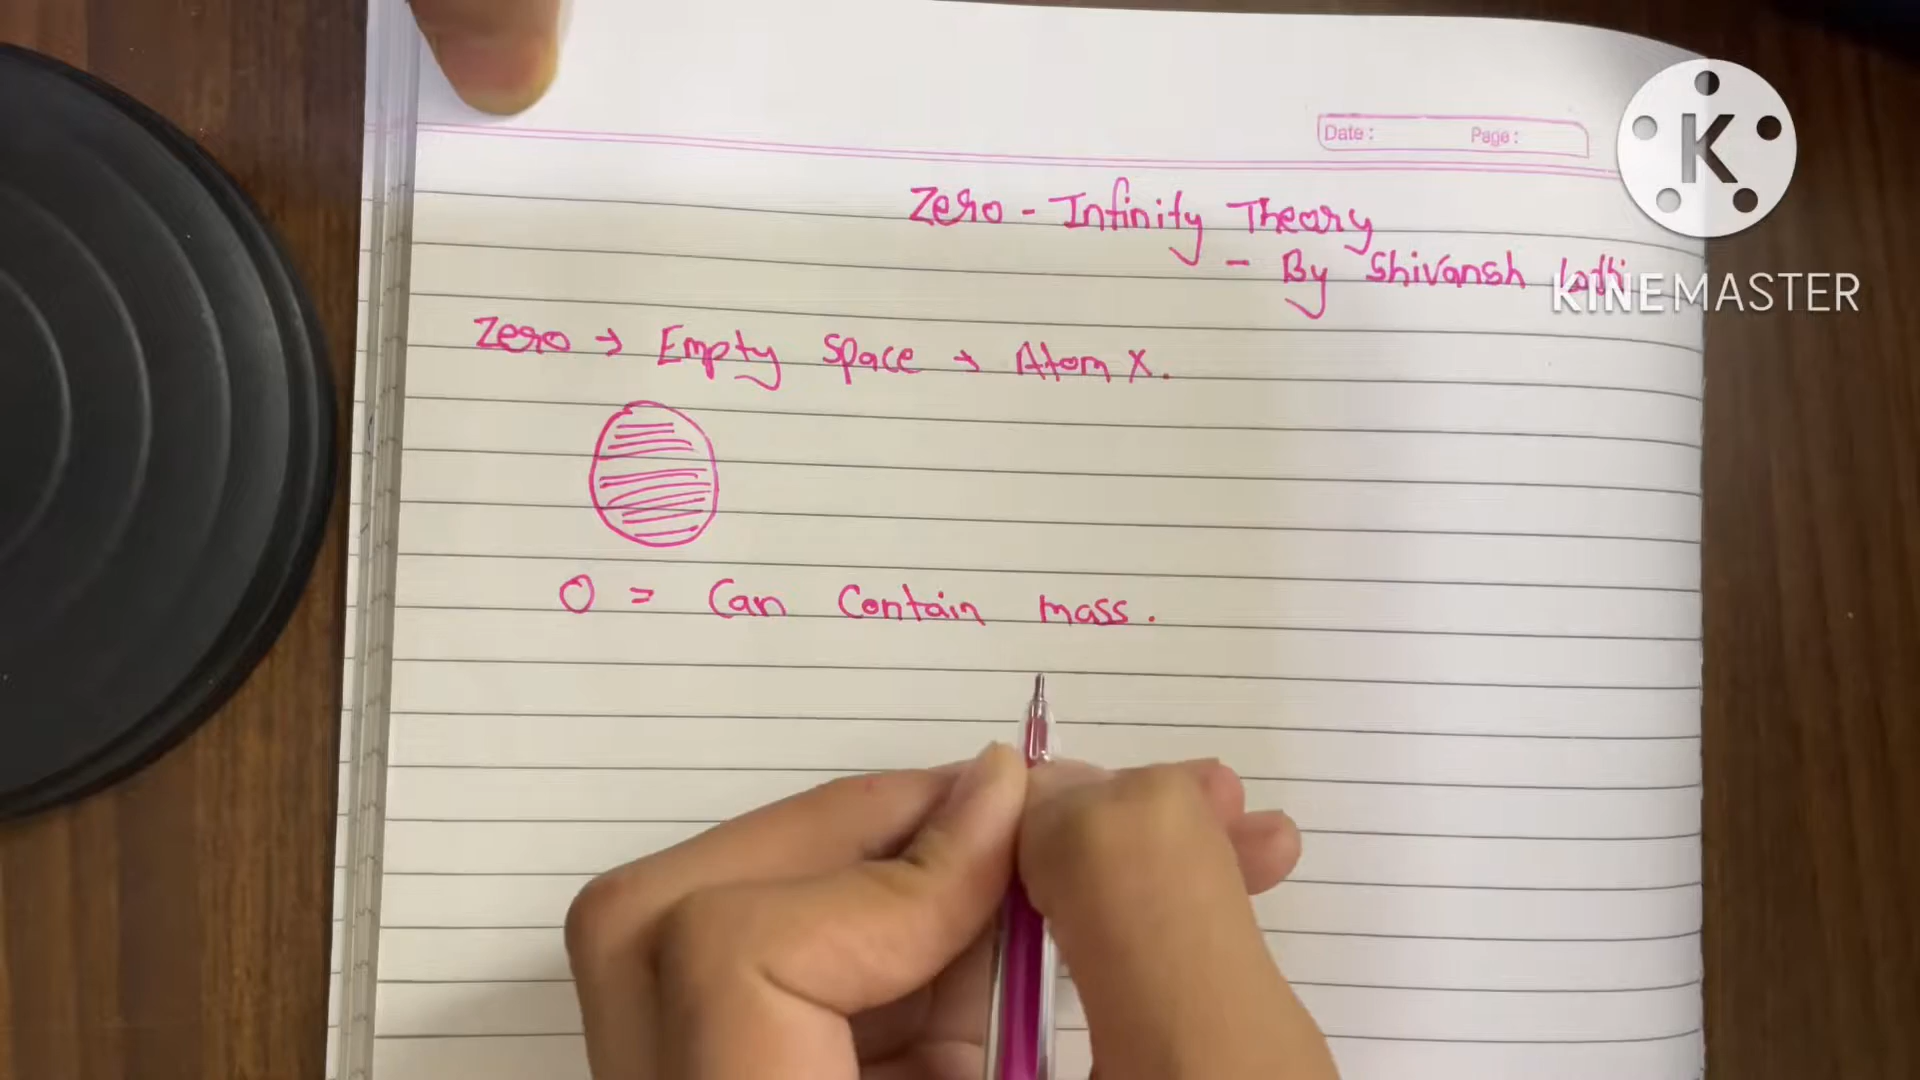 Date :
Page :
Zero - Infinity Theory
- By Shivansh
K
KINEMASTER
Zero → Empty Space → Atom X.
0 = Can Contain mass.